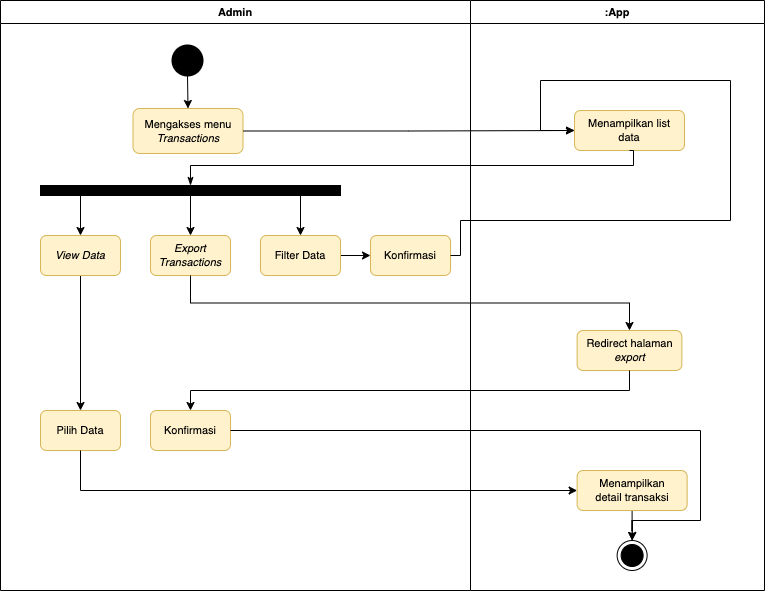 Admin
:App
Mengakses menu
Transactions
Menampilkan list
data
View Data
Export
Transactions
Filter Data
Konfirmasi
Redirect halaman
export
Pilih Data
Konfirmasi
Menampilkan
detail transaksi